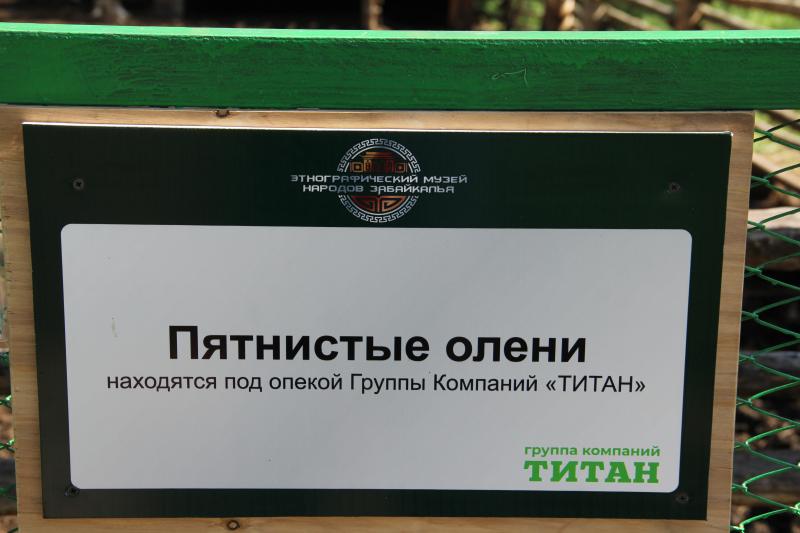 ЭТНОГРАФИЧЕСКИЙ МУЗЕЙ
НАРОДОВ ЗАБАЙКАЛЬЯ
Пятнистые олени
находятся под опекой Группы Компаний «ТИТАН»
группа компаний
ТИТАН